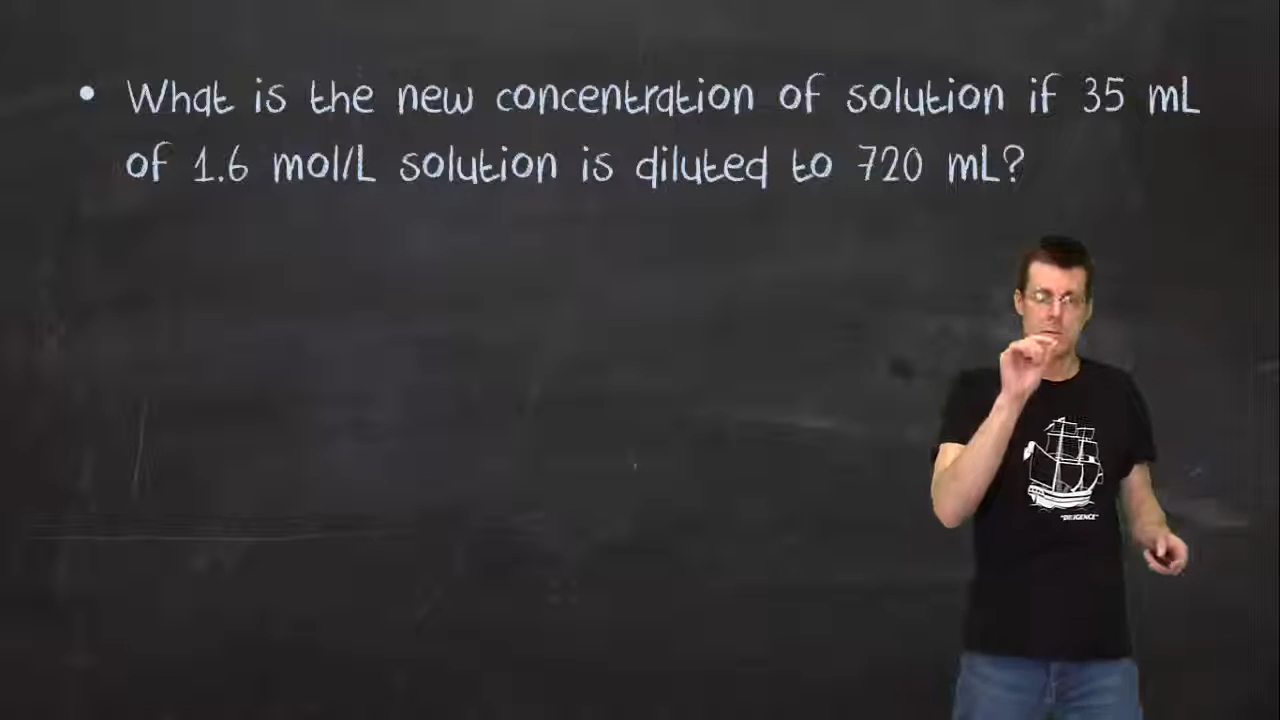 • What is the new concentration of solution if 35 mL
of 1.6 mol/L solution is diluted to 720 mL?
"DILIGENCE"